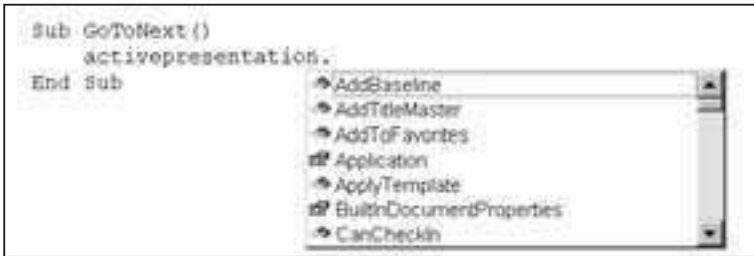 Sub GoToNext()
activepresentation.
End Sub
AddBaseline
AddTitleMaster
AddToFavorites
Application
ApplyTemplate
BuiltInDocumentProperties
CanCheckIn